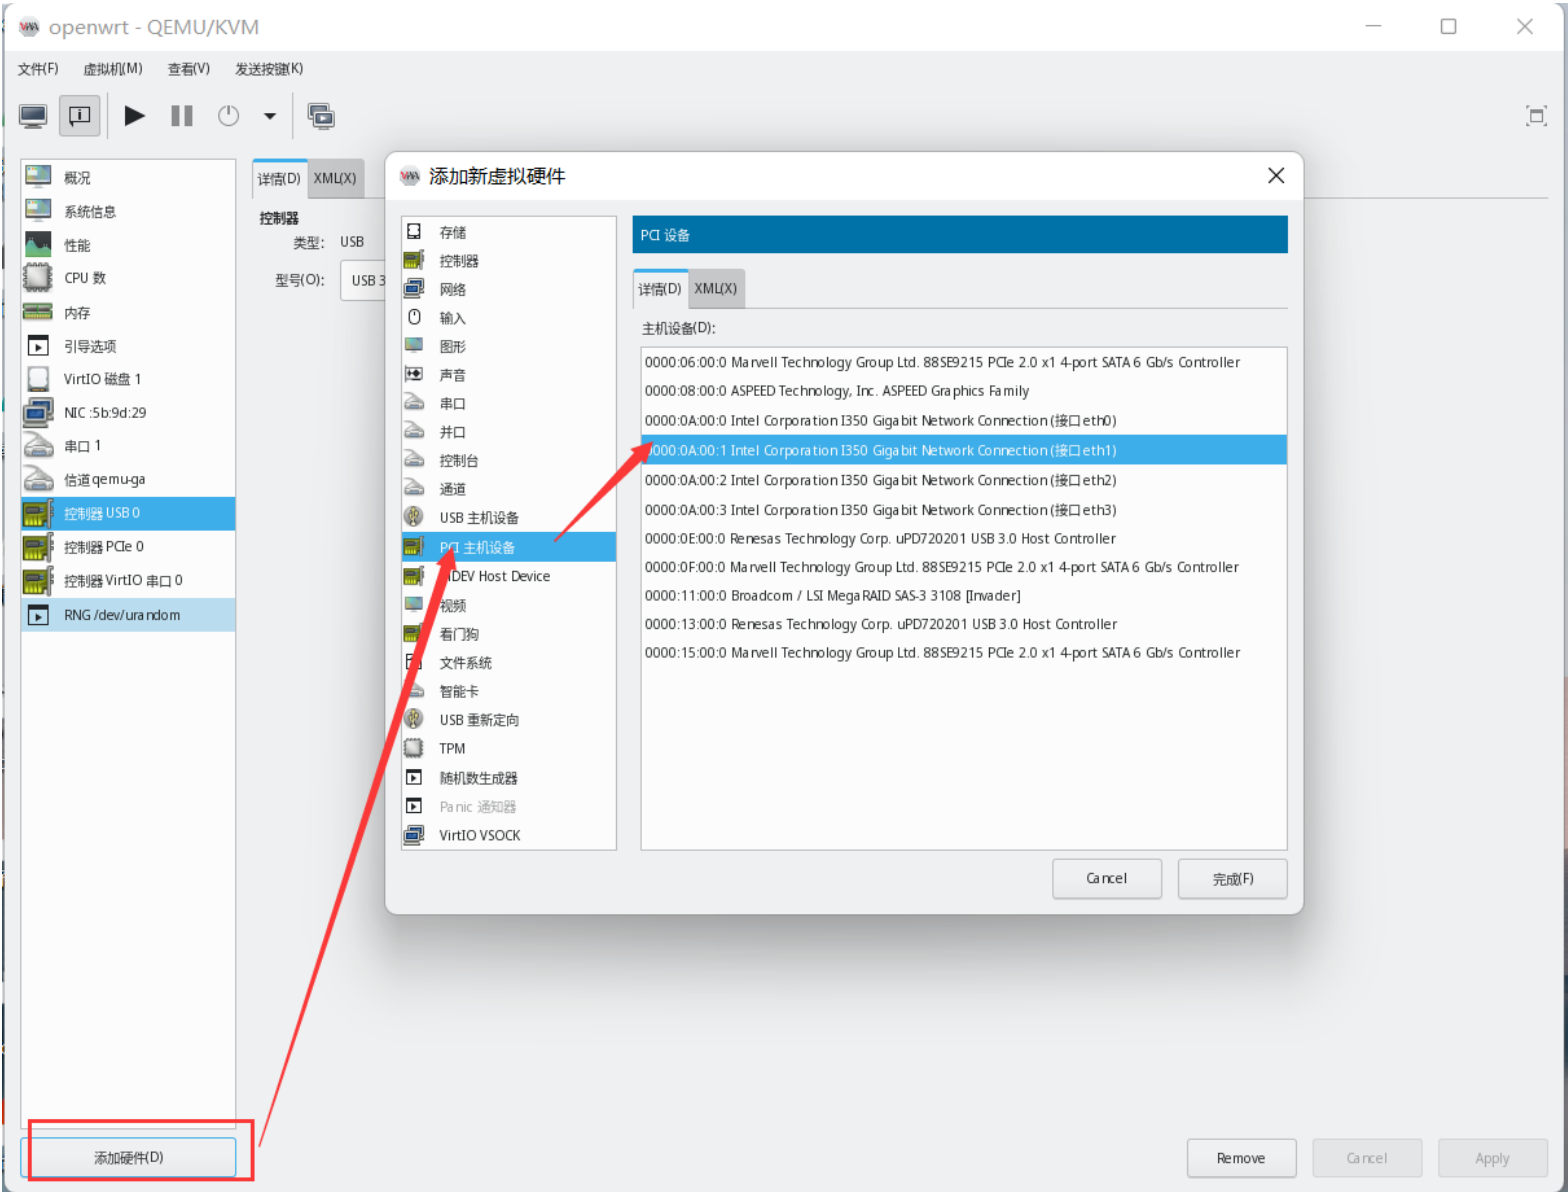 openwrt - QEMU/KVM
文件(F) 虚拟机(M) 查看(V) 发送按键(K)
概况
系统信息
性能
CPU 数
内存
引导选项
VirtIO 磁盘 1
NIC :5b:9d:29
串口 1
信道 qemu-ga
控制器 USB 0
控制器 PCIe 0
控制器 VirtIO 串口 0
RNG /dev/urandom
添加硬件(D)
详情(D) XML(X)
控制器
类型: USB
型号(O): USB 3
添加新虚拟硬件
存储
控制器
网络
输入
图形
声音
串口
并口
控制台
通道
USB 主机设备
PCI 主机设备
DEV Host Device
视频
看门狗
文件系统
智能卡
USB 重新定向
TPM
随机数生成器
Panic 通知器
VirtIO VSOCK
PCI 设备
详情(D) XML(X)
主机设备(D):
0000:06:00:0 Marvell Technology Group Ltd. 88SE9215 PCIe 2.0 x1 4-port SATA 6 Gb/s Controller
0000:08:00:0 ASPEED Technology, Inc. ASPEED Graphics Family
0000:0A:00:0 Intel Corporation I350 Gigabit Network Connection (接口 eth0)
0000:0A:00:1 Intel Corporation I350 Gigabit Network Connection (接口 eth1)
0000:0A:00:2 Intel Corporation I350 Gigabit Network Connection (接口 eth2)
0000:0A:00:3 Intel Corporation I350 Gigabit Network Connection (接口 eth3)
0000:0E:00:0 Renesas Technology Corp. uPD720201 USB 3.0 Host Controller
0000:0F:00:0 Marvell Technology Group Ltd. 88SE9215 PCIe 2.0 x1 4-port SATA 6 Gb/s Controller
0000:11:00:0 Broadcom / LSI MegaRAID SAS-3 3108 [Invader]
0000:13:00:0 Renesas Technology Corp. uPD720201 USB 3.0 Host Controller
0000:15:00:0 Marvell Technology Group Ltd. 88SE9215 PCIe 2.0 x1 4-port SATA 6 Gb/s Controller
Cancel 完成(F)
Remove Cancel Apply